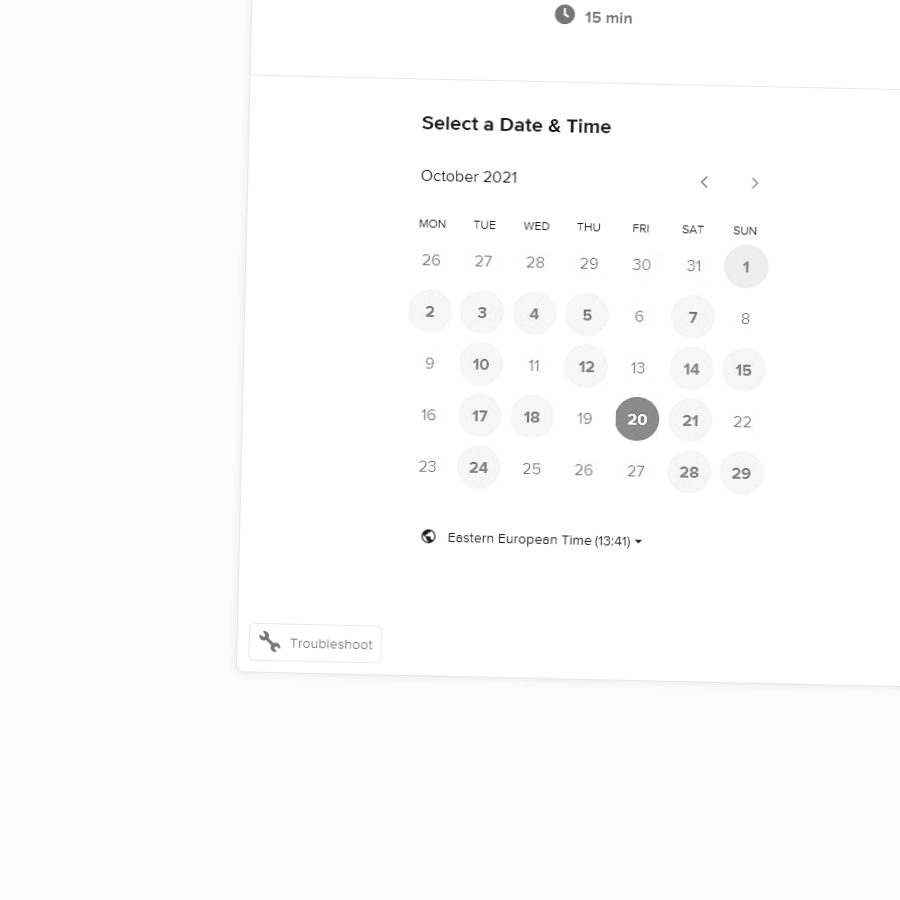 15 min
Select a Date & Time
October 2021
MON TUE WED THU FRI SAT SUN
26 27 28 29 30 31 1
2 3 4 5 6 7 8
9 10 11 12 13 14 15
16 17 18 19 20 21 22
23 24 25 26 27 28 29
Eastern European Time (13:41)
Troubleshoot